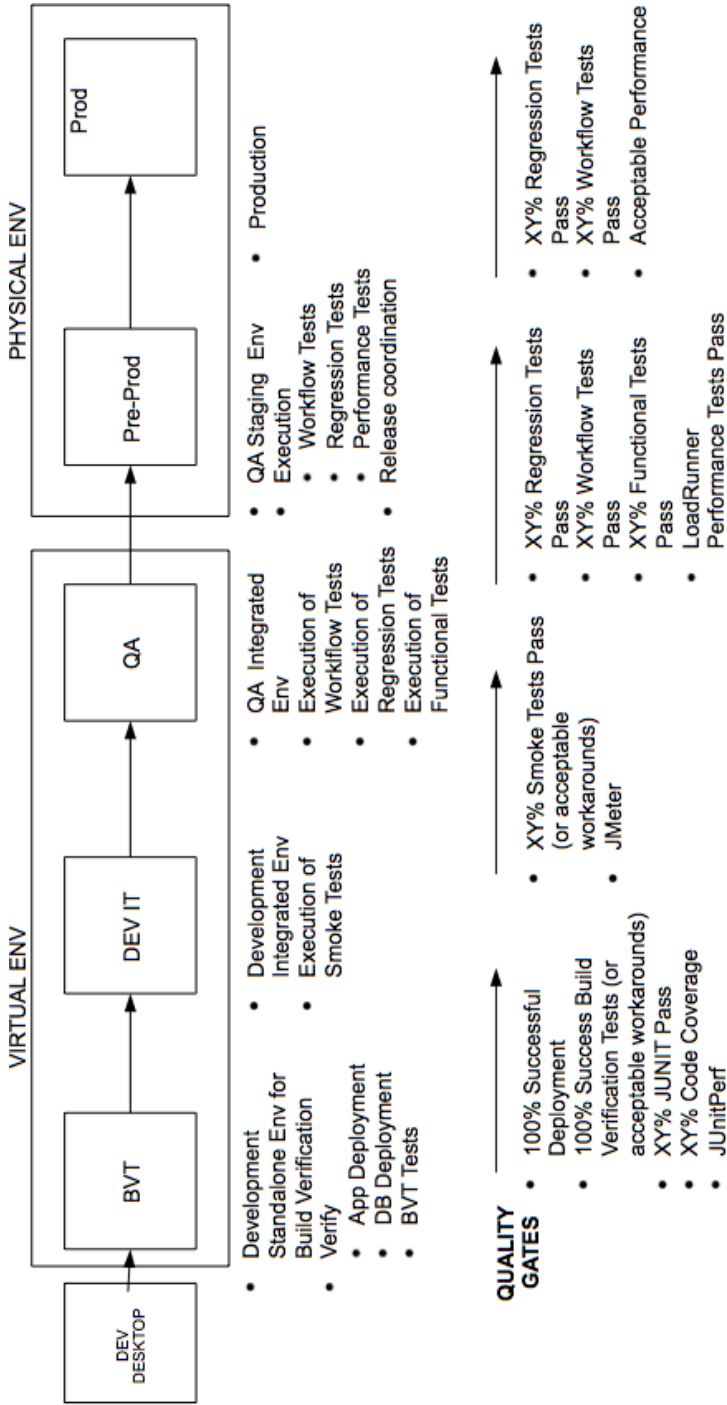 VIRTUAL ENV
PHYSICAL ENV
DEV
DESKTOP
BVT
DEV IT
QA
Pre-Prod
Prod
• Development
Standalone Env for
Build Verification
• Verify
• App Deployment
• DB Deployment
• BVT Tests
• Development
Integrated Env
• Execution of
Smoke Tests
• QA Integrated
Env
• Execution of
Worklflow Tests
• Execution of
Regression Tests
• Execution of
Functional Tests
• QA Staging Env
• Execution
• Workflow Tests
• Regression Tests
• Performance Tests
• Release coordination
• Production
QUALITY
GATES
• 100% Successful
Deployment
• 100% Success Build
Verification Tests (or
acceptable workarounds)
• XY% JUNIT Pass
• XY% Code Coverage
• JUnitPerf
• XY% Smoke Tests Pass
(or acceptable
workarounds)
• JMeter
• XY% Regression Tests
Pass
• XY% Workflow Tests
Pass
• XY% Functional Tests
Pass
• LoadRunner
Performance Tests Pass
• XY% Regression Tests
Pass
• XY% Workflow Tests
Pass
• Acceptable Performance